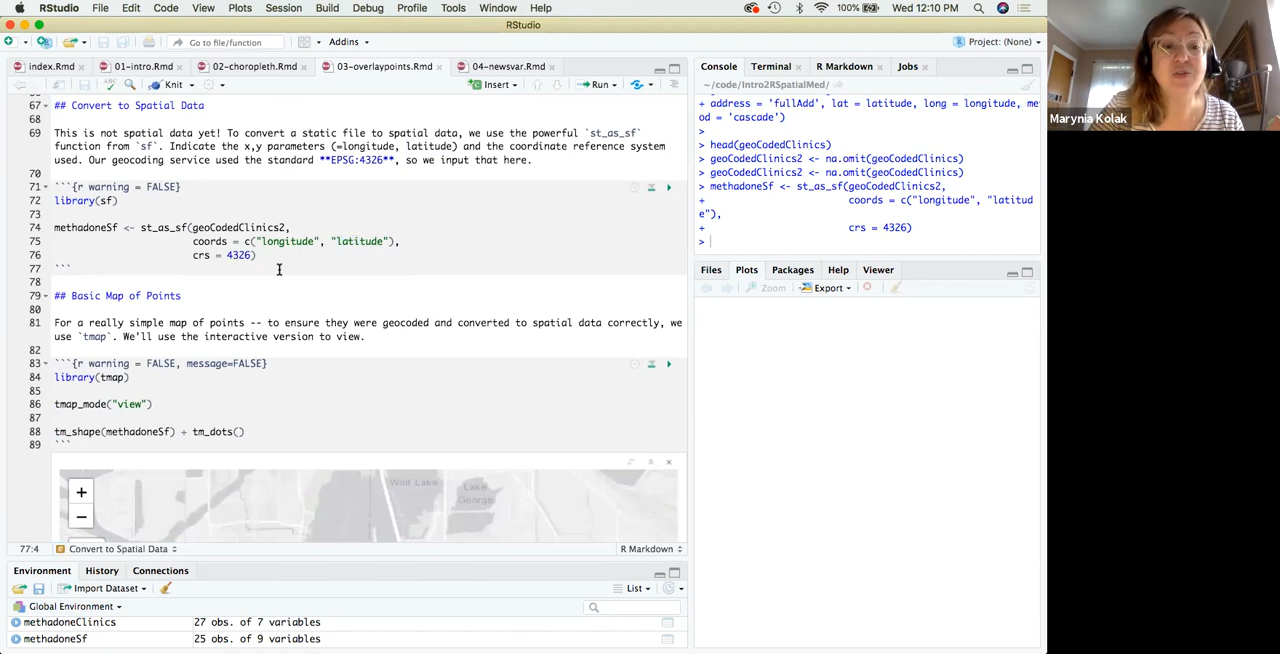 RStudio File Edit Code View Plots Session Build Debug Profile Tools Window Help 100% Wed 12:10 PM
RStudio
Go to file/function Addins Project: (None)
index.Rmd 01-intro.Rmd 02-choropleth.Rmd 03-overlaypoints.Rmd 04-newsvar.Rmd
Knit Insert Run
67 ## Convert to Spatial Data
68
69 This is not spatial data yet! To convert a static file to spatial data, we use the powerful `st_as_sf`
function from `sf`. Indicate the x,y parameters (=longitude, latitude) and the coordinate reference system
used. Our geocoding service used the standard **EPSG:4326**, so we input that here.
70
71 ```{r warning = FALSE}
72 library(sf)
73
74 methadoneSf <- st_as_sf(geoCodedClinics2,
75 coords = c("longitude", "latitude"),
76 crs = 4326)
77 ```
78
79 ## Basic Map of Points
80
81 For a really simple map of points -- to ensure they were geocoded and converted to spatial data correctly, we
use `tmap`. We'll use the interactive version to view.
82
83 ```{r warning = FALSE, message=FALSE}
84 library(tmap)
85
86 tmap_mode("view")
87
88 tm_shape(methadoneSf) + tm_dots()
89 ```
Wolf Lake
Lake
George
+
−
77:4 Convert to Spatial Data R Markdown
Environment History Connections
Import Dataset List
Global Environment
methadoneClinics 27 obs. of 7 variables
methadoneSf 25 obs. of 9 variables
Console Terminal R Markdown Jobs
~/code/Intro2RSpatialMed/
+ address = 'fullAdd', lat = latitude, long = longitude, me
od = 'cascade')
>
> head(geoCodedClinics)
> geoCodedClinics2 <- na.omit(geoCodedClinics)
> geoCodedClinics2 <- na.omit(geoCodedClinics)
> methadoneSf <- st_as_sf(geoCodedClinics2,
+ coords = c("longitude", "latitud
e"),
+ crs = 4326)
>
Files Plots Packages Help Viewer
Zoom Export
Marynia Kolak